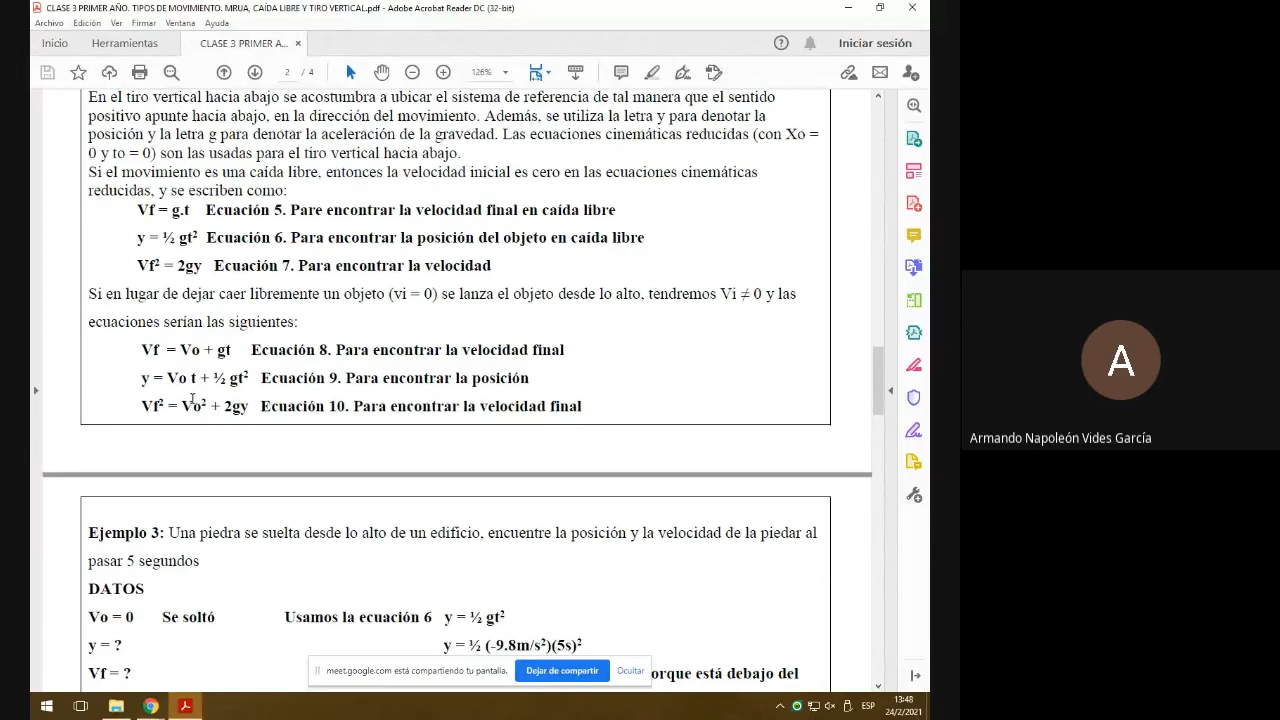 CLASE 3 PRIMER AÑO. TIPOS DE MOVIMIENTO. MRUA, CAÍDA LIBRE Y TIRO VERTICAL.pdf - Adobe Acrobat Reader DC (32-bit)
Archivo Edición Ver Firmar Ventana Ayuda
Inicio Herramientas CLASE 3 PRIMER A... × Iniciar sesión
2 / 4 126%
En el tiro vertical hacia abajo se acostumbra a ubicar el sistema de referencia de tal manera que el sentido
positivo apunte hacia abajo, en la dirección del movimiento. Además, se utiliza la letra y para denotar la
posición y la letra g para denotar la aceleración de la gravedad. Las ecuaciones cinemáticas reducidas (con Xo =
0 y to = 0) son las usadas para el tiro vertical hacia abajo.
Si el movimiento es una caída libre, entonces la velocidad inicial es cero en las ecuaciones cinemáticas
reducidas, y se escriben como:
Vf = g.t Ecuación 5. Pare encontrar la velocidad final en caída libre
y = ½ gt² Ecuación 6. Para encontrar la posición del objeto en caída libre
Vf² = 2gy Ecuación 7. Para encontrar la velocidad
Si en lugar de dejar caer libremente un objeto (vi = 0) se lanza el objeto desde lo alto, tendremos Vi ≠ 0 y las
ecuaciones serían las siguientes:
Vf = Vo + gt Ecuación 8. Para encontrar la velocidad final
y = Vo t + ½ gt² Ecuación 9. Para encontrar la posición
Vf² = Vo² + 2gy Ecuación 10. Para encontrar la velocidad final
Ejemplo 3: Una piedra se suelta desde lo alto de un edificio, encuentre la posición y la velocidad de la piedar al
pasar 5 segundos
DATOS
Vo = 0 Se soltó Usamos la ecuación 6 y = ½ gt²
y = ? y = ½ (-9.8m/s²)(5s)²
Vf = ? orque está debajo del
meet.google.com está compartiendo tu pantalla. Dejar de compartir Ocultar
A
Armando Napoleón Vides García
ESP
13:48
24/2/2021